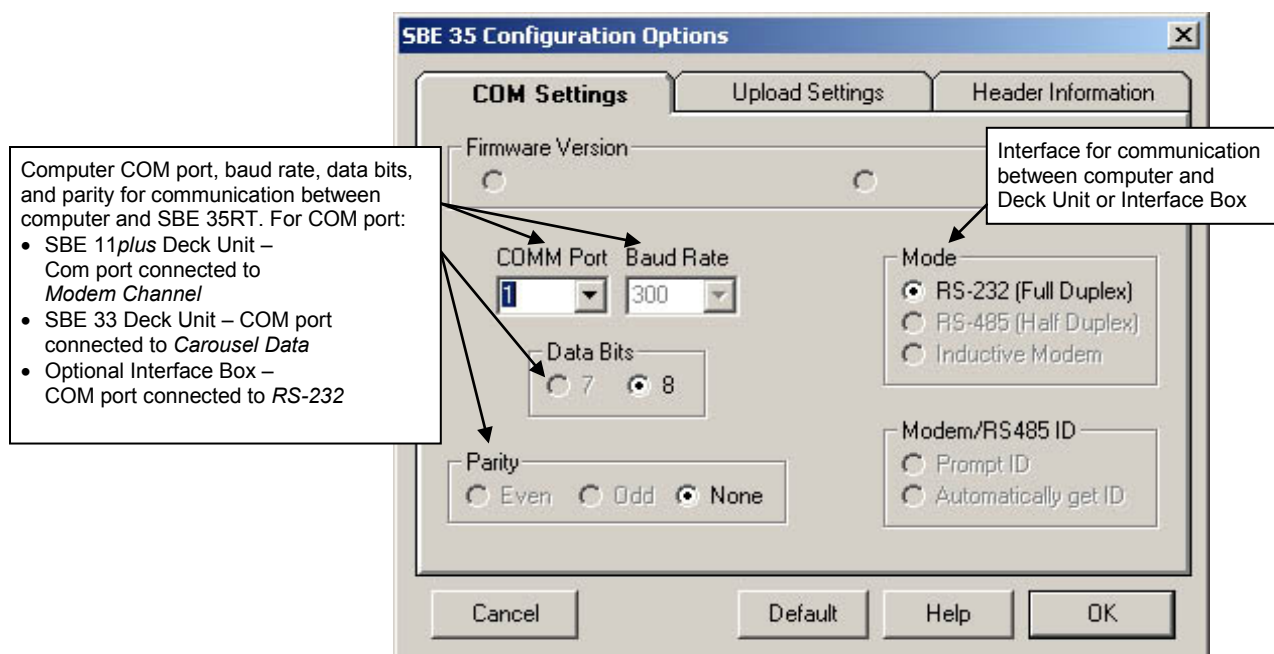 SBE 35 Configuration Options
COM Settings
Upload Settings
Header Information
Firmware Version
Computer COM port, baud rate, data bits,
and parity for communication between
computer and SBE 35RT. For COM port:
• SBE 11plus Deck Unit –
Com port connected to
Modem Channel
• SBE 33 Deck Unit – COM port
connected to Carousel Data
• Optional Interface Box –
COM port connected to RS-232
Interface for communication
between computer and
Deck Unit or Interface Box
COMM Port
Baud Rate
1
300
Data Bits
7
8
Parity
Even
Odd
None
Mode
RS-232 (Full Duplex)
RS-485 (Half Duplex)
Inductive Modem
Modem/RS485 ID
Prompt ID
Automatically get ID
Cancel
Default
Help
OK